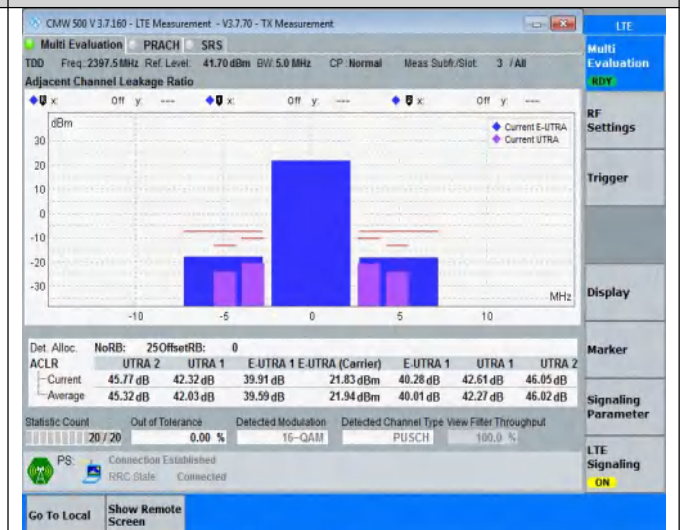 CMW 500 V 3.7.160 - LTE Measurement - V3.7.70 - TX Measurement
LTE
Multi Evaluation PRACH SRS
Multi Evaluation RDY
TDD Freq.:2397.5 MHz Ref. Level: 41.70 dBm BW: 5.0 MHz CP :Normal Meas Subfr./Slot: 3 / All
Adjacent Channel Leakage Ratio
x: Off y: --- x: Off y: --- x: Off y: ---
dBm
Current E-UTRA
Current UTRA
30
20
10
0
-10
-20
-30
MHz
-10 -5 0 5 10
RF Settings
Trigger
Display
Marker
Signaling Parameter
LTE Signaling ON
Det. Alloc. NoRB: 25 OffsetRB: 0
ACLR UTRA 2 UTRA 1 E-UTRA 1 E-UTRA (Carrier) E-UTRA 1 UTRA 1 UTRA 2
Current 45.77 dB 42.32 dB 39.91 dB 21.83 dBm 40.28 dB 42.61 dB 46.05 dB
Average 45.32 dB 42.03 dB 39.59 dB 21.94 dBm 40.01 dB 42.27 dB 46.02 dB
Statistic Count Out of Tolerance Detected Modulation Detected Channel Type View Filter Throughput
20 / 20 0.00 % 16-QAM PUSCH 100.0 %
PS: Connection Established
RRC State Connected
Go To Local Show Remote Screen